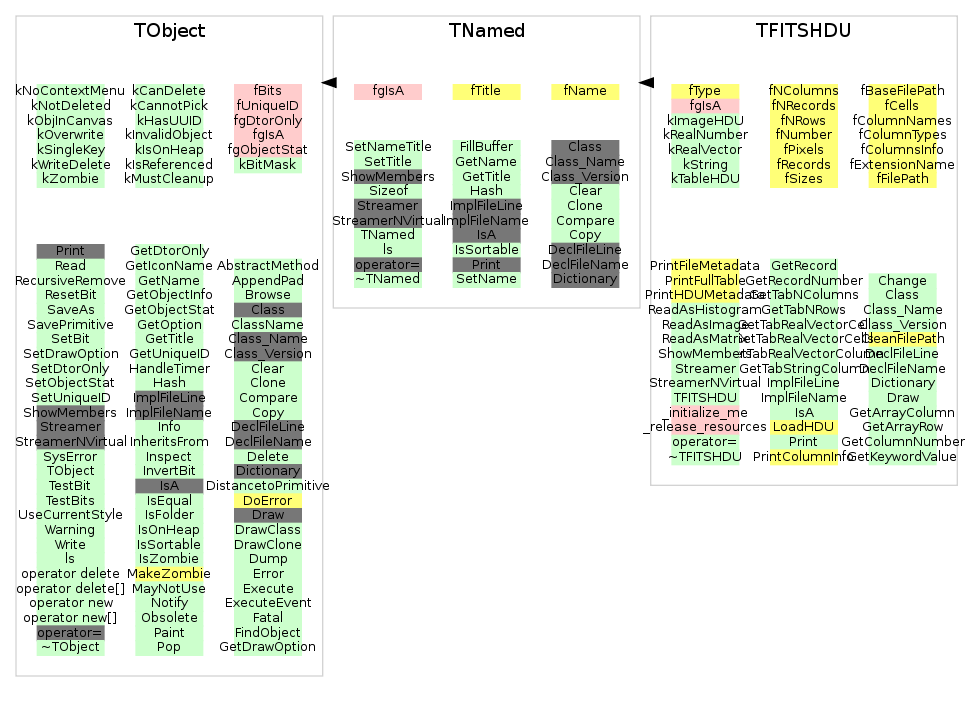 TObject
kNoContextMenu
kNotDeleted
kObjInCanvas
kOverwrite
kSingleKey
kWriteDelete
kZombie
kCanDelete
kCannotPick
kHasUUID
kInvalidObject
kIsOnHeap
kIsReferenced
kMustCleanup
fBits
fUniqueID
fgDtorOnly
fgIsA
fgObjectStat
kBitMask
Print
Read
RecursiveRemove
ResetBit
SaveAs
SavePrimitive
SetBit
SetDrawOption
SetDtorOnly
SetObjectStat
SetUniqueID
ShowMembers
Streamer
StreamerNVirtual
SysError
TObject
TestBit
TestBits
UseCurrentStyle
Warning
Write
ls
operator delete
operator delete[]
operator new
operator new[]
operator=
~TObject
GetDtorOnly
GetIconName
GetName
GetObjectInfo
GetObjectStat
GetOption
GetTitle
GetUniqueID
HandleTimer
Hash
ImplFileLine
ImplFileName
Info
InheritsFrom
Inspect
InvertBit
IsA
IsEqual
IsFolder
IsOnHeap
IsSortable
IsZombie
MakeZombie
MayNotUse
Notify
Obsolete
Paint
Pop
AbstractMethod
AppendPad
Browse
Class
ClassName
Class_Name
Class_Version
Clear
Clone
Compare
Copy
DeclFileLine
DeclFileName
Delete
Dictionary
DistancetoPrimitive
DoError
Draw
DrawClass
DrawClone
Dump
Error
Execute
ExecuteEvent
Fatal
FindObject
GetDrawOption
TNamed
fgIsA
fTitle
fName
SetNameTitle
SetTitle
ShowMembers
Sizeof
Streamer
StreamerNVirtual
TNamed
ls
operator=
~TNamed
FillBuffer
GetName
GetTitle
Hash
ImplFileLine
ImplFileName
IsA
IsSortable
Print
SetName
Class
Class_Name
Class_Version
Clear
Clone
Compare
Copy
DeclFileLine
DeclFileName
Dictionary
TFITSHDU
fType
fgIsA
kImageHDU
kRealNumber
kRealVector
kString
kTableHDU
fNColumns
fNRecords
fNRows
fNumber
fPixels
fRecords
fSizes
fBaseFilePath
fCells
fColumnNames
fColumnTypes
fColumnsInfo
fExtensionName
fFilePath
PrintFileMetadata
PrintFullTable
PrintHDUMetadata
ReadAsHistogram
ReadAsImage
ReadAsMatrix
ShowMembers
Streamer
StreamerNVirtual
TFITSHDU
_initialize_me
_release_resources
operator=
~TFITSHDU
GetRecord
GetRecordNumber
GetTabNColumns
GetTabNRows
GetTabRealVectorCell
GetTabRealVectorCells
GetTabRealVectorColumn
GetTabStringColumn
ImplFileLine
ImplFileName
IsA
LoadHDU
Print
PrintColumnInfo
Change
Class
Class_Name
Class_Version
CleanFilePath
DeclFileLine
DeclFileName
Dictionary
Draw
GetArrayColumn
GetArrayRow
GetColumnNumber
GetKeywordValue